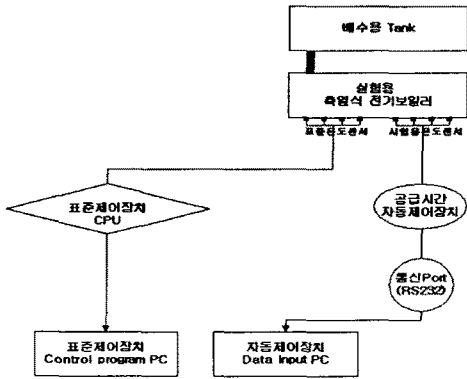 배수용 Tank
실험용
축열식 전기보일러
표준온도센서 시험용온도센서
표준제어장치
CPU
공급시간
자동제어장치
통신Port
(RS232)
표준제어장치
Control program PC
자동제어장치
Data Input PC